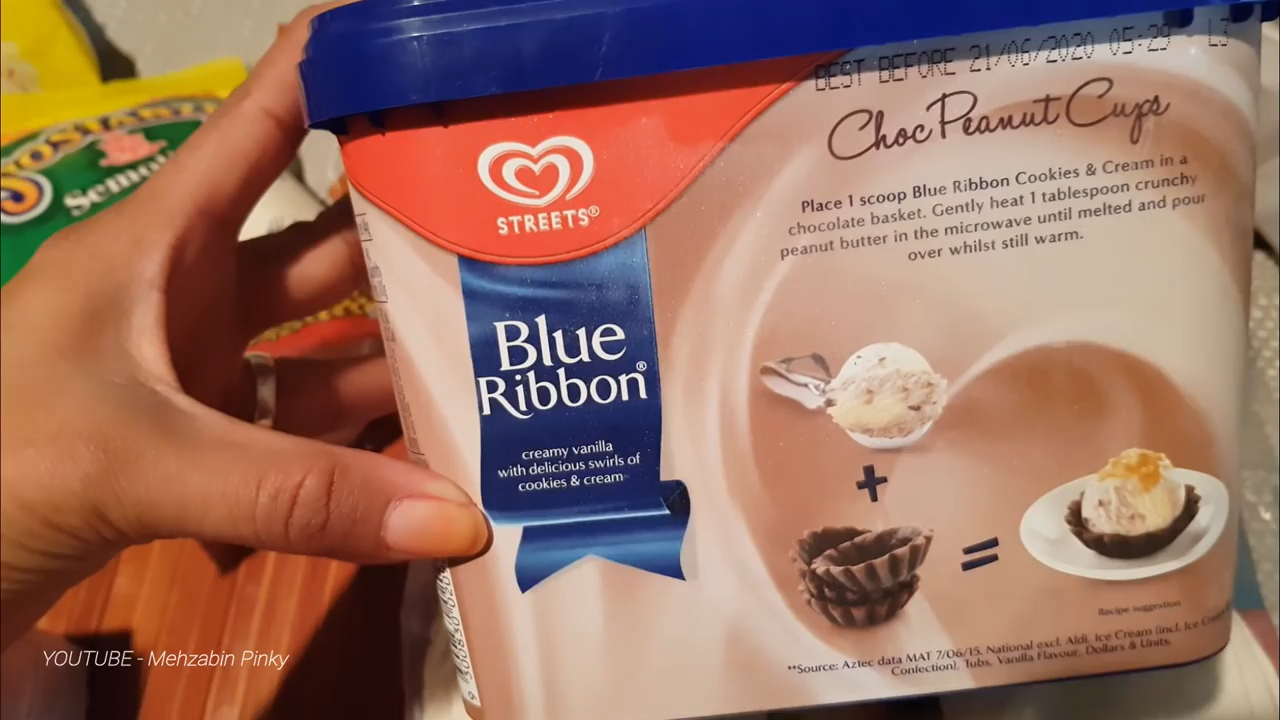 BEST BEFORE 21/06/2020 05:29 L3
Choc Peanut Cups
Place 1 scoop Blue Ribbon Cookies & Cream in a
chocolate basket. Gently heat 1 tablespoon crunchy
peanut butter in the microwave until melted and pour
over whilst still warm.
STREETS®
Blue
Ribbon®
creamy vanilla
with delicious swirls of
cookies & cream
+
=
Recipe suggestion
**Source: Aztec data MAT 7/06/15. National excl. Aldi, Ice Cream (incl. Ice
Confection), Tubs, Vanilla Flavour, Dollars & Units.
YOUTUBE - Mehzabin Pinky